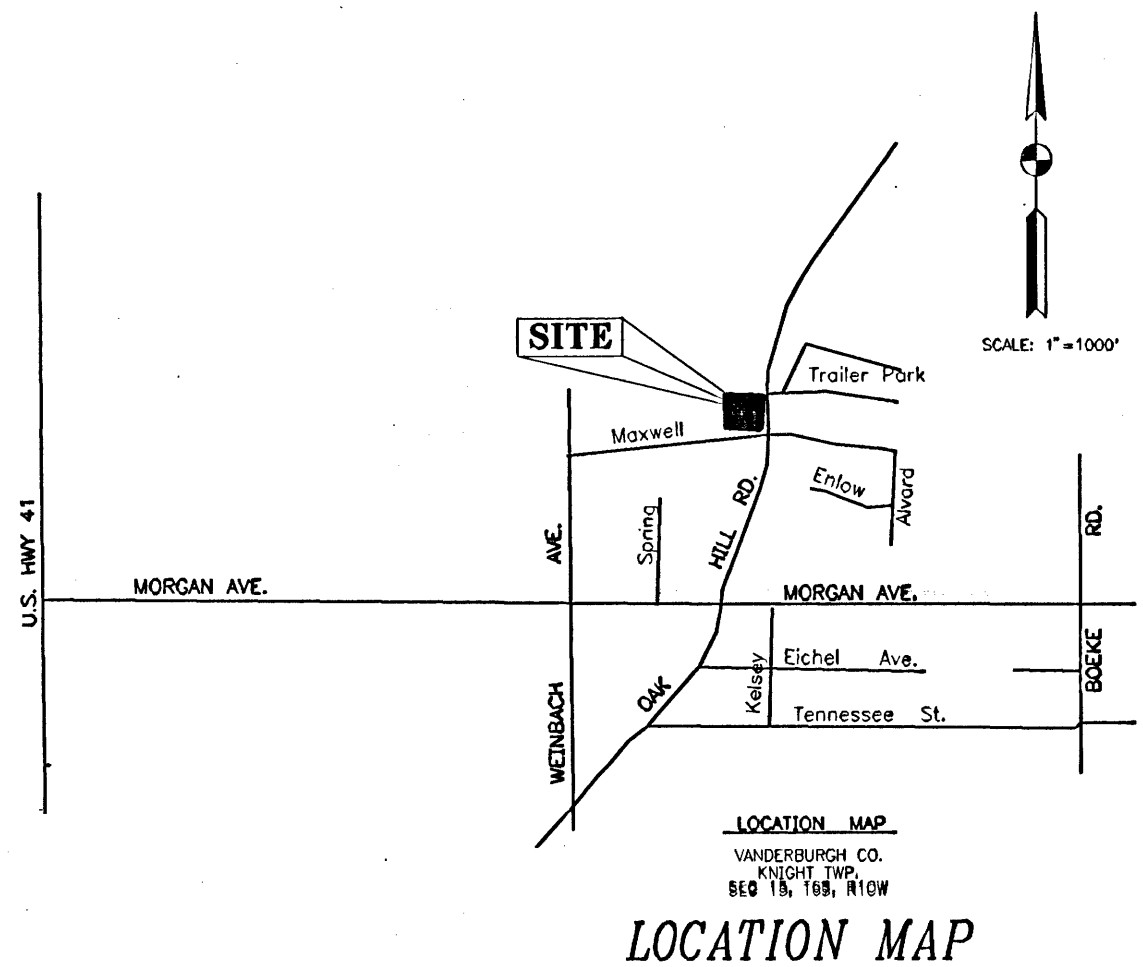 SCALE: 1"=1000'
SITE
Trailer Park
Maxwell
Enlow
Alvard
HILL RD.
Spring
AVE.
RD.
U.S. HWY 41
MORGAN AVE.
MORGAN AVE.
Eichel Ave.
Kelsey
BOEKE
OAK
Tennessee St.
WEINBACH
LOCATION MAP
VANDERBURGH CO.
KNIGHT TWP.
SEC R10W
LOCATION MAP